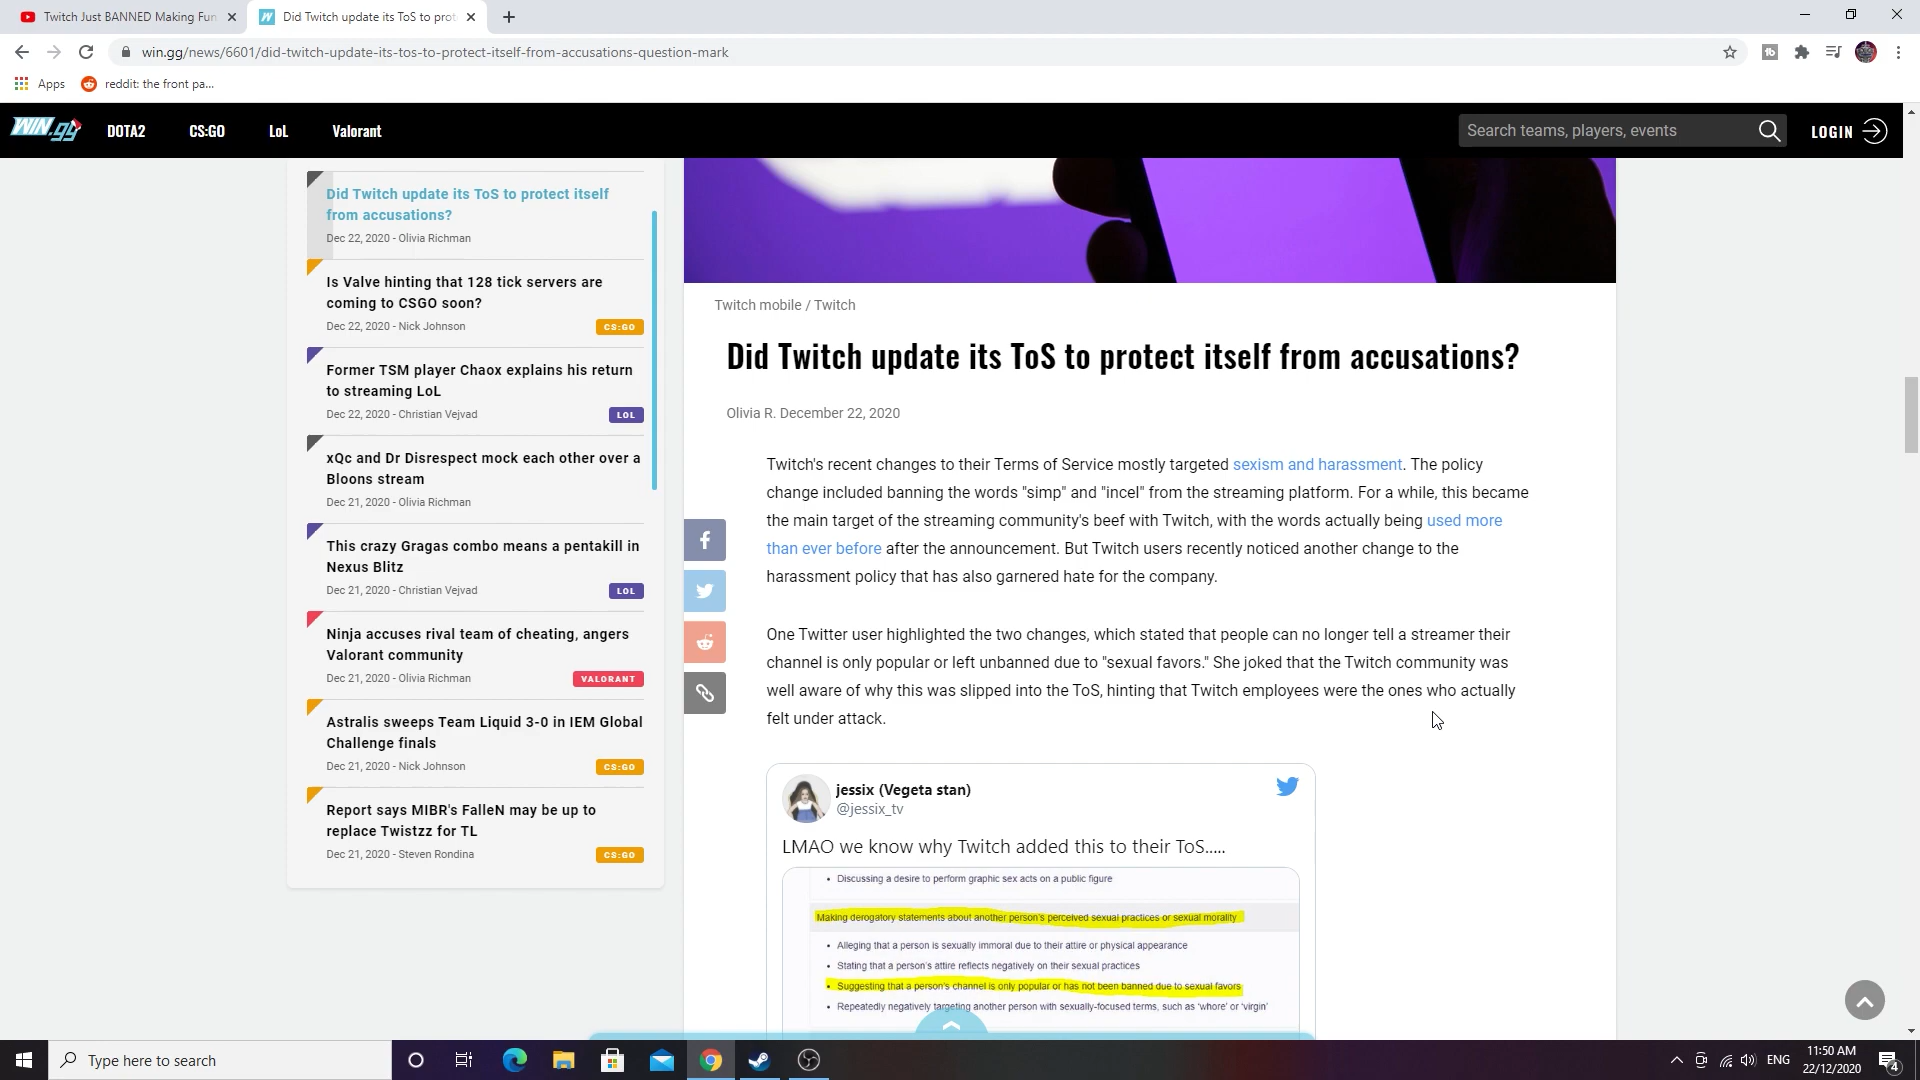 Twitch Just BANNED Making Fun
Did Twitch update its ToS to prot
win.gg/news/6601/did-twitch-update-its-tos-to-protect-itself-from-accusations-question-mark
Apps
reddit: the front pa...
WIN.gg
DOTA2
CS:GO
LoL
Valorant
Search teams, players, events
LOGIN
Did Twitch update its ToS to protect itself
from accusations?
Dec 22, 2020 - Olivia Richman
Is Valve hinting that 128 tick servers are
coming to CSGO soon?
Dec 22, 2020 - Nick Johnson
CS:GO
Former TSM player Chaox explains his return
to streaming LoL
Dec 22, 2020 - Christian Vejvad
LOL
xQc and Dr Disrespect mock each other over a
Bloons stream
Dec 21, 2020 - Olivia Richman
This crazy Gragas combo means a pentakill in
Nexus Blitz
Dec 21, 2020 - Christian Vejvad
LOL
Ninja accuses rival team of cheating, angers
Valorant community
Dec 21, 2020 - Olivia Richman
VALORANT
Astralis sweeps Team Liquid 3-0 in IEM Global
Challenge finals
Dec 21, 2020 - Nick Johnson
CS:GO
Report says MIBR's FalleN may be up to
replace Twistzz for TL
Dec 21, 2020 - Steven Rondina
CS:GO
Twitch mobile / Twitch
Did Twitch update its ToS to protect itself from accusations?
Olivia R. December 22, 2020
Twitch's recent changes to their Terms of Service mostly targeted sexism and harassment. The policy
change included banning the words "simp" and "incel" from the streaming platform. For a while, this became
the main target of the streaming community's beef with Twitch, with the words actually being used more
than ever before after the announcement. But Twitch users recently noticed another change to the
harassment policy that has also garnered hate for the company.
One Twitter user highlighted the two changes, which stated that people can no longer tell a streamer their
channel is only popular or left unbanned due to "sexual favors." She joked that the Twitch community was
well aware of why this was slipped into the ToS, hinting that Twitch employees were the ones who actually
felt under attack.
jessix (Vegeta stan)
@jessix_tv
LMAO we know why Twitch added this to their ToS.....
• Discussing a desire to perform graphic sex acts on a public figure
Making derogatory statements about another person's perceived sexual practices or sexual morality
• Alleging that a person is sexually immoral due to their attire or physical appearance
• Stating that a person's attire reflects negatively on their sexual practices
• Suggesting that a person's channel is only popular or has not been banned due to sexual favors
• Repeatedly negatively targeting another person with sexually-focused terms, such as 'whore' or 'virgin'
Type here to search
ENG
11:50 AM
22/12/2020
4